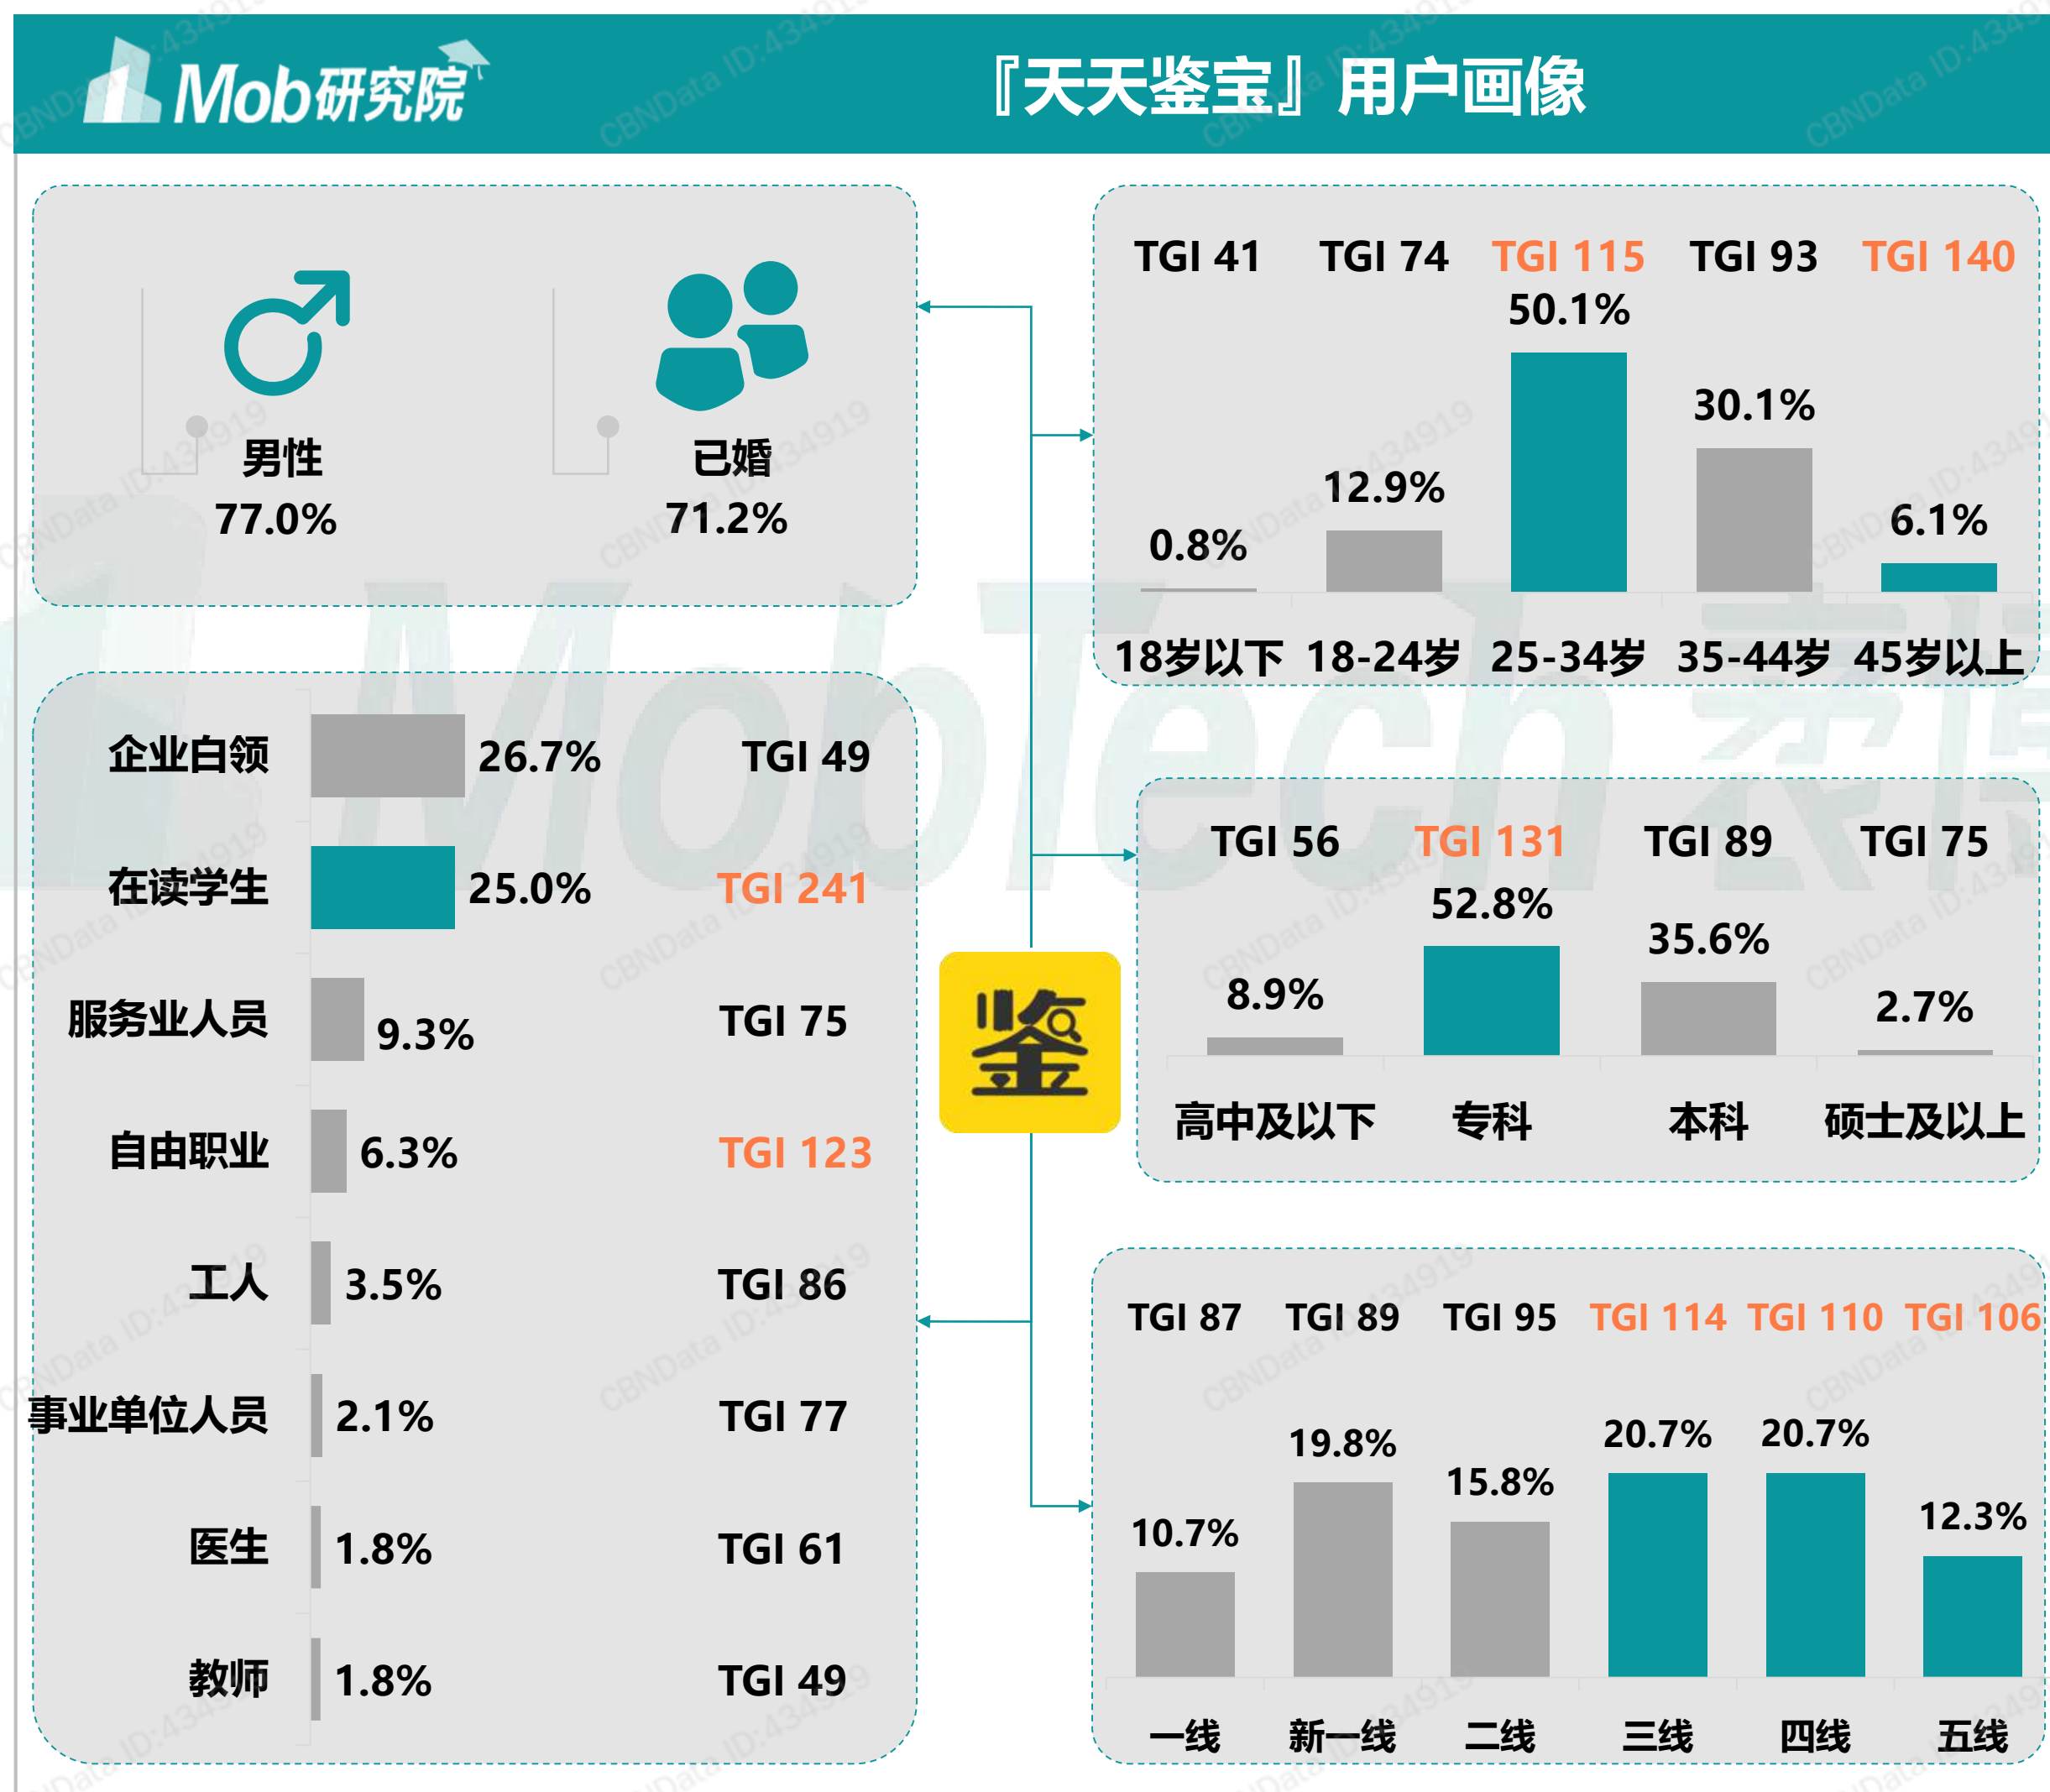 Mob研究院
『天天鉴宝』用户画像
男性
77.0%
已婚
71.2%
TGI 41 TGI 74 TGI 115 TGI 93 TGI 140
0.8% 12.9% 50.1% 30.1% 6.1%
18岁以下 18-24岁 25-34岁 35-44岁 45岁以上
企业白领 26.7% TGI 49
在读学生 25.0% TGI 241
服务业人员 9.3% TGI 75
自由职业 6.3% TGI 123
工人 3.5% TGI 86
事业单位人员 2.1% TGI 77
医生 1.8% TGI 61
教师 1.8% TGI 49
鉴
TGI 56 TGI 131 TGI 89 TGI 75
8.9% 52.8% 35.6% 2.7%
高中及以下 专科 本科 硕士及以上
TGI 87 TGI 89 TGI 95 TGI 114 TGI 110 TGI 106
10.7% 19.8% 15.8% 20.7% 20.7% 12.3%
一线 新一线 二线 三线 四线 五线
MobTech
CBNData ID:434919